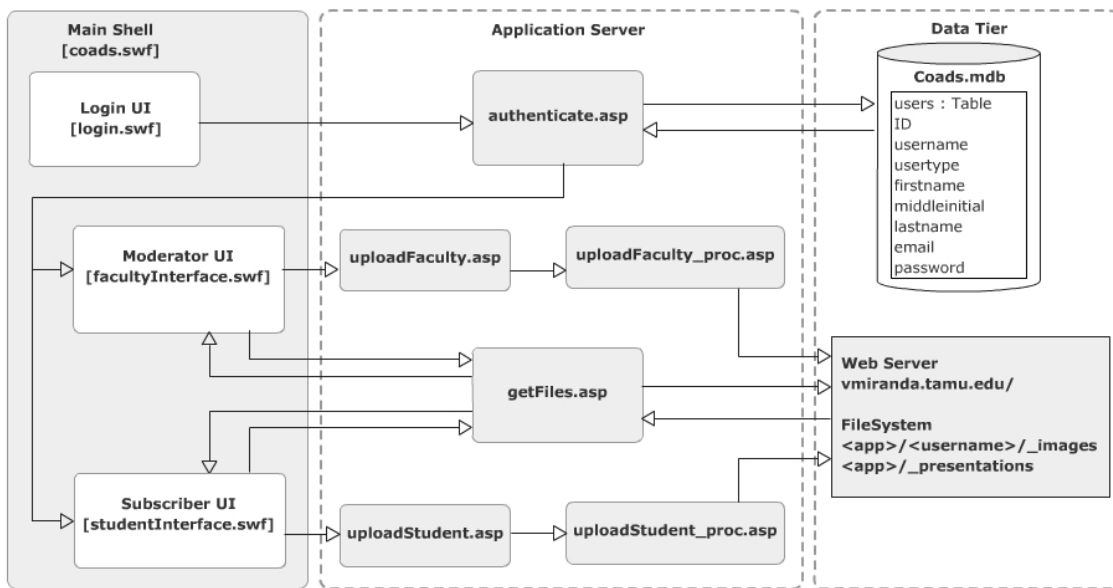 Main Shell
[coads.swf]
Login UI
[login.swf]
Moderator UI
[facultyInterface.swf]
Subscriber UI
[studentInterface.swf]
Application Server
authenticate.asp
uploadFaculty.asp
uploadFaculty_proc.asp
getFiles.asp
uploadStudent.asp
uploadStudent_proc.asp
Data Tier
Coads.mdb
users : Table
ID
username
usertype
firstname
middleinitial
lastname
email
password
Web Server
vmiranda.tamu.edu/
FileSystem
<app>/<username>/_images
<app>/_presentations